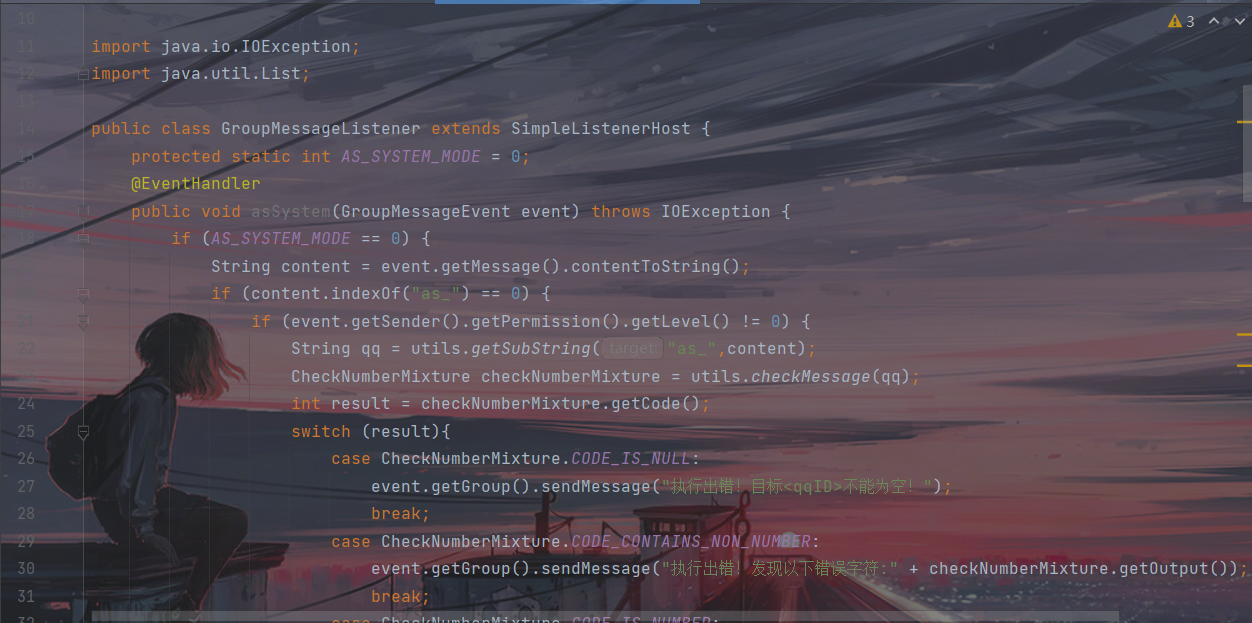 10
3
11 import java.io.IOException;
12 import java.util.List;
13
14 public class GroupMessageListener extends SimpleListenerHost {
15 protected static int AS_SYSTEM_MODE = 0;
16 @EventHandler
17 public void asSystem(GroupMessageEvent event) throws IOException {
18 if (AS_SYSTEM_MODE == 0) {
String content = event.getMessage().contentToString();
if (content.indexOf("as_") == 0) {
21 if (event.getSender().getPermission().getLevel() != 0) {
22 String qq = utils.getSubString( target: "as_",content);
23 CheckNumberMixture checkNumberMixture = utils.checkMessage(qq);
24 int result = checkNumberMixture.getCode();
25 switch (result){
26 case CheckNumberMixture.CODE_IS_NULL:
27 event.getGroup().sendMessage("执行出错! 目标<qqID>不能为空! ");
28 break;
29 case CheckNumberMixture.CODE_CONTAINS_NON_NUMBER:
30 event.getGroup().sendMessage("执行出错! 发现以下错误字符:" + checkNumberMixture.getOutput());
31 break;
32 case CheckNumberMixture.CODE_IS_NUMBER: